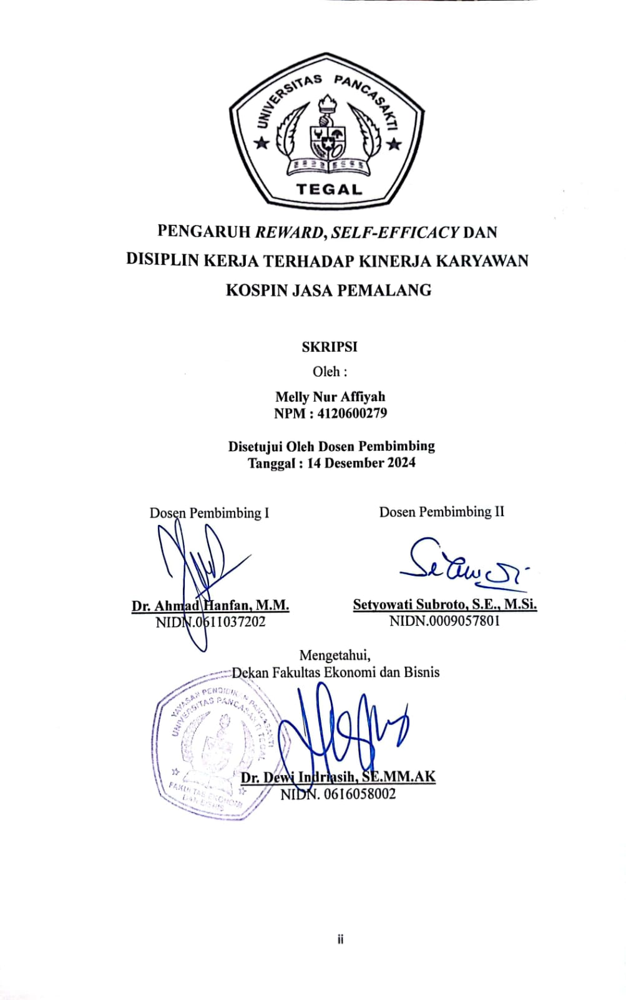 UNIVERSITAS PANCASAKTI
TEGAL
PENGARUH REWARD, SELF-EFFICACY DAN
DISIPLIN KERJA TERHADAP KINERJA KARYAWAN
KOSPIN JASA PEMALANG
SKRIPSI
Oleh :
Melly Nur Affiyah
NPM : 4120600279
Disetujui Oleh Dosen Pembimbing
Tanggal : 14 Desember 2024
Dosen Pembimbing I
Dosen Pembimbing II
Dr. Ahmad Hanfan, M.M.
NIDN.0611037202
Setyowati Subroto, S.E., M.Si.
NIDN.0009057801
Mengetahui,
Dekan Fakultas Ekonomi dan Bisnis
YAYASAN PENDIDIKAN PANCASAKTI
UNIVERSITAS PANCASAKTI TEGAL
FAKULTAS EKONOMI
DAN BISNIS
Dr. Dewi Indriasih, SE.MM.AK
NIDN. 0616058002
ii